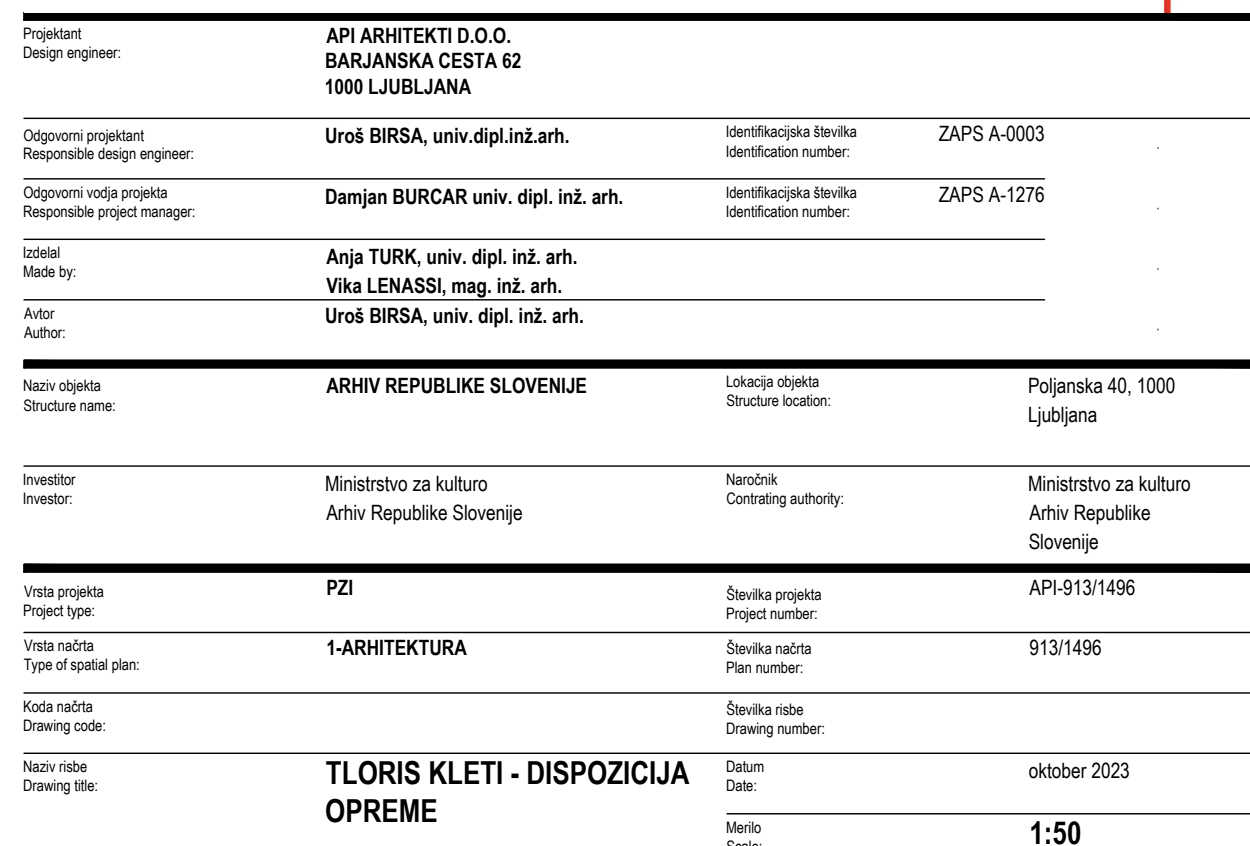 Projektant
Design engineer:
API ARHITEKTI D.O.O.
BARJANSKA CESTA 62
1000 LJUBLJANA
Odgovorni projektant
Responsible design engineer:
Uroš BIRSA, univ.dipl.inž.arh.
Identifikacijska številka
Identification number:
ZAPS A-0003
Odgovorni vodja projekta
Responsible project manager:
Damjan BURCAR univ. dipl. inž. arh.
Identifikacijska številka
Identification number:
ZAPS A-1276
Izdelal
Made by:
Anja TURK, univ. dipl. inž. arh.
Vika LENASSI, mag. inž. arh.
Avtor
Author:
Uroš BIRSA, univ. dipl. inž. arh.
Naziv objekta
Structure name:
ARHIV REPUBLIKE SLOVENIJE
Lokacija objekta
Structure location:
Poljanska 40, 1000
Ljubljana
Investitor
Investor:
Ministrstvo za kulturo
Arhiv Republike Slovenije
Naročnik
Contrating authority:
Ministrstvo za kulturo
Arhiv Republike
Slovenije
Vrsta projekta
Project type:
PZI
Številka projekta
Project number:
API-913/1496
Vrsta načrta
Type of spatial plan:
1-ARHITEKTURA
Številka načrta
Plan number:
913/1496
Koda načrta
Drawing code:
Številka risbe
Drawing number:
Naziv risbe
Drawing title:
TLORIS KLETI - DISPOZICIJA
OPREME
Datum
Date:
oktober 2023
Merilo
Scale:
1:50